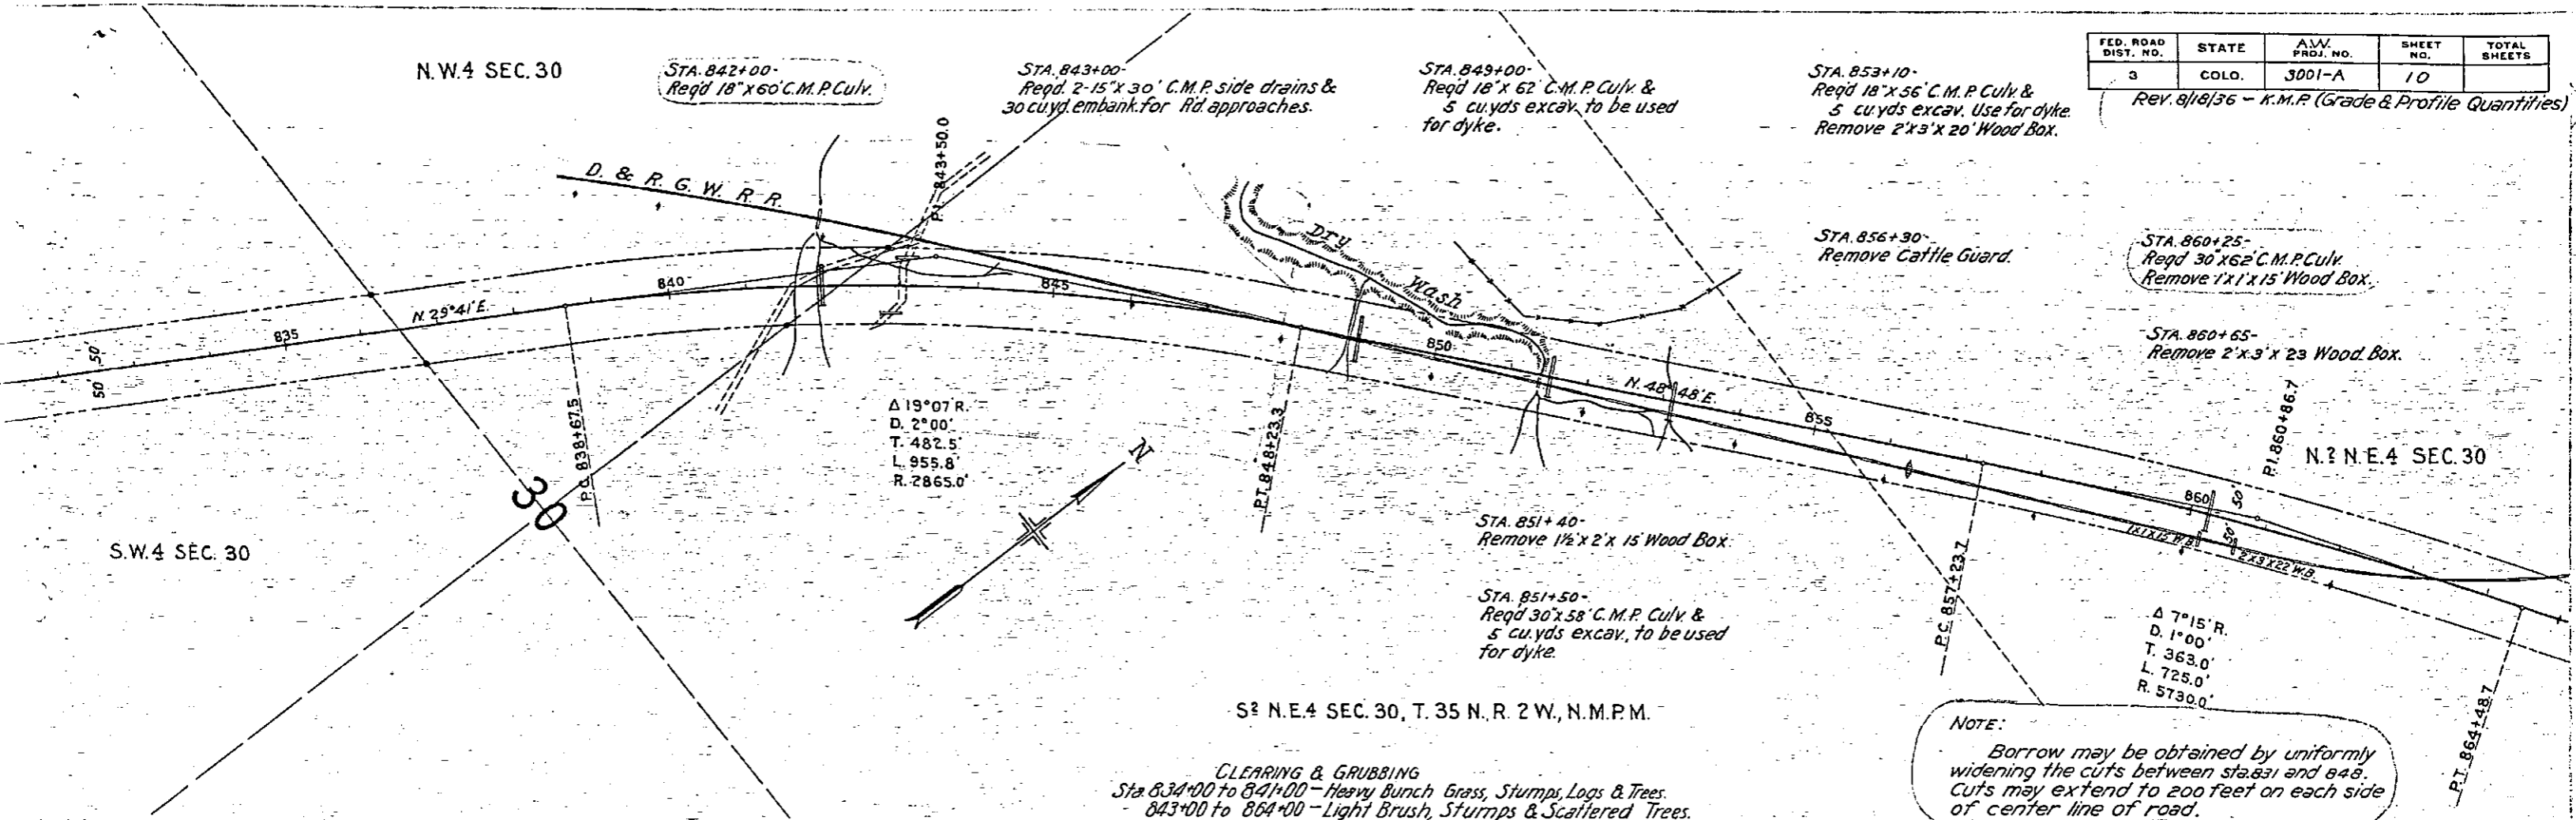 N.W.4 SEC. 30
STA. 842+00-
Reqd 18"x60' C.M.P. Culv.
STA. 843+00-
Reqd. 2-15"x 30' C.M.P. side drains &
30 cu.yd. embank. for Rd. approaches.
STA. 849+00-
Req'd 18"x 62' C.M.P. Culv. &
5 cu.yds excav. to be used
for dyke.
STA. 853+10-
Req'd 18"x56' C.M.P. Culv. &
5 cu.yds excav. Use for dyke.
Remove 2'x3'x 20' Wood Box.
FED. ROAD DIST. NO. STATE A.W. PROJ. NO. SHEET NO. TOTAL SHEETS
3 COLO. 3001-A 10
Rev. 8/18/36 - K.M.P. (Grade & Profile Quantities)
D. & R. G. W. R. R.
P.I. 843+50.0
Dry Wash
STA. 856+30-
Remove Cattle Guard.
STA. 860+25-
Reqd 30"x62' C.M.P. Culv.
Remove 1'x1'x15' Wood Box.
STA. 860+65-
Remove 2'x3'x 23 Wood Box.
835
N. 29°41' E.
840
845
850
N. 48°48' E.
855
860
50' 50'
50' 50'
P.C. 838+67.5
Δ 19°07' R.
D. 2°00'
T. 482.5'
L. 955.8'
R. 2865.0'
P.T. 848+23.3
N
P.I. 860+86.7
N.½ N.E.4 SEC. 30
1X1X15 W.B.
2X3X22 W.B.
30
S.W.4 SEC. 30
STA. 851+40-
Remove 1½'x 2'x 15' Wood Box.
STA. 851+50-
Req'd 30"x58' C.M.P. Culv. &
5 cu.yds excav. to be used
for dyke.
P.C. 857+23.7
Δ 7°15' R.
D. 1°00'
T. 363.0'
L. 725.0'
R. 5730.0'
P.T. 864+48.7
S½ N.E.4 SEC. 30, T. 35 N., R. 2 W., N.M.P.M.
CLEARING & GRUBBING
Sta 834+00 to 841+00 - Heavy Bunch Grass, Stumps, Logs & Trees.
843+00 to 864+00 - Light Brush, Stumps & Scattered Trees.
NOTE:
Borrow may be obtained by uniformly
widening the cuts between sta. 831 and 848.
Cuts may extend to 200 feet on each side
of center line of road.